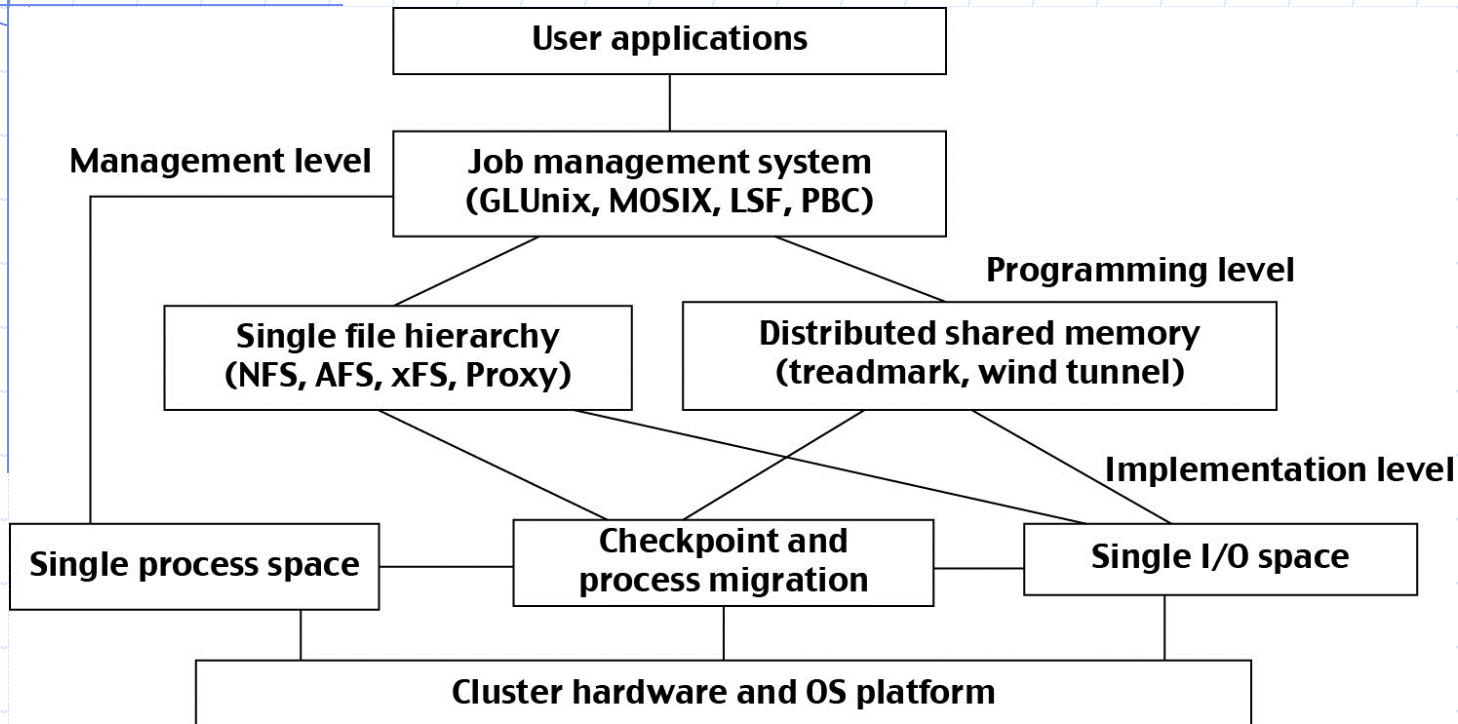 User applications
Management level
Job management system
(GLUnix, MOSIX, LSF, PBC)
Programming level
Single file hierarchy
(NFS, AFS, xFS, Proxy)
Distributed shared memory
(treadmark, wind tunnel)
Implementation level
Single process space
Checkpoint and
process migration
Single I/O space
Cluster hardware and OS platform